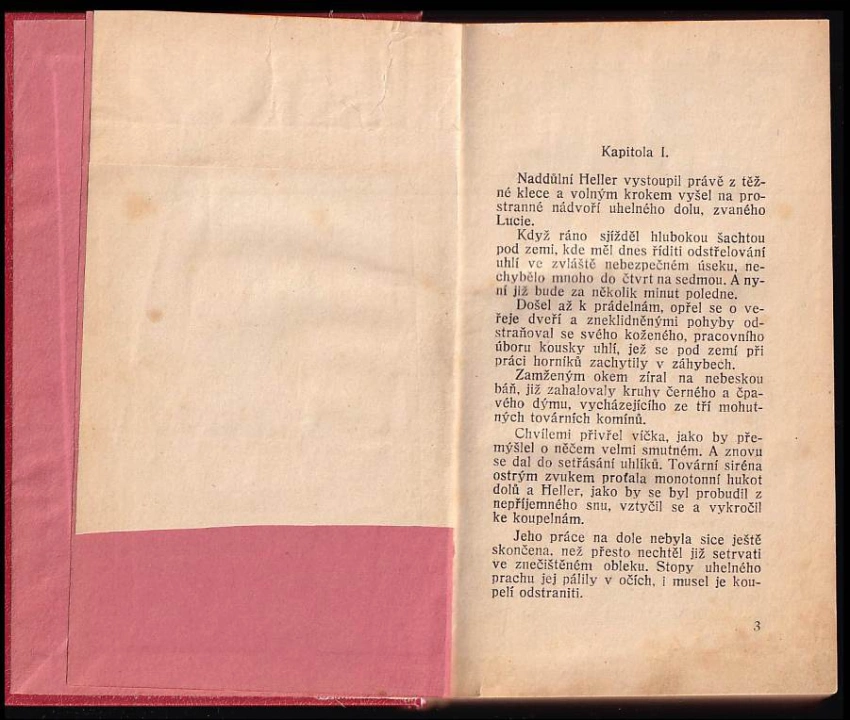 Kapitola I.
Naddůlní Heller vystoupil právě z těž-
né klece a volným krokem vyšel na pro-
stranné nádvoří uhelného dolu, zvaného
Lucie.
Když ráno sjížděl hlubokou šachtou
pod zemi, kde měl dnes říditi odstřelování
uhlí ve zvláště nebezpečném úseku, ne-
chybělo mnoho do čtvrt na sedmou. A ny-
ní již bude za několik minut poledne.
Došel až k prádelnám, opřel se o ve-
řeje dveří a zneklidněnými pohyby od-
straňoval se svého koženého, pracovního
úboru kousky uhlí, jež se pod zemí při
práci horníků zachytily v záhybech.
Zamženým okem zíral na nebeskou
báň, již zahalovaly kruhy černého a čpa-
vého dýmu, vycházejícího ze tří mohut-
ných továrních komínů.
Chvílemi přivřel víčka, jako by pře-
mýšlel o něčem velmi smutném. A znovu
se dal do setřásání uhlíků. Tovární siréna
ostrým zvukem proťala monotonní hukot
dolů a Heller, jako by se byl probudil z
nepříjemného snu, vztyčil se a vykročil
ke koupelnám.
Jeho práce na dole nebyla sice ještě
skončena, než přesto nechtěl již setrvati
ve znečištěném obleku. Stopy uhelného
prachu jej pálily v očích, i musel je kou-
pelí odstraniti.
3